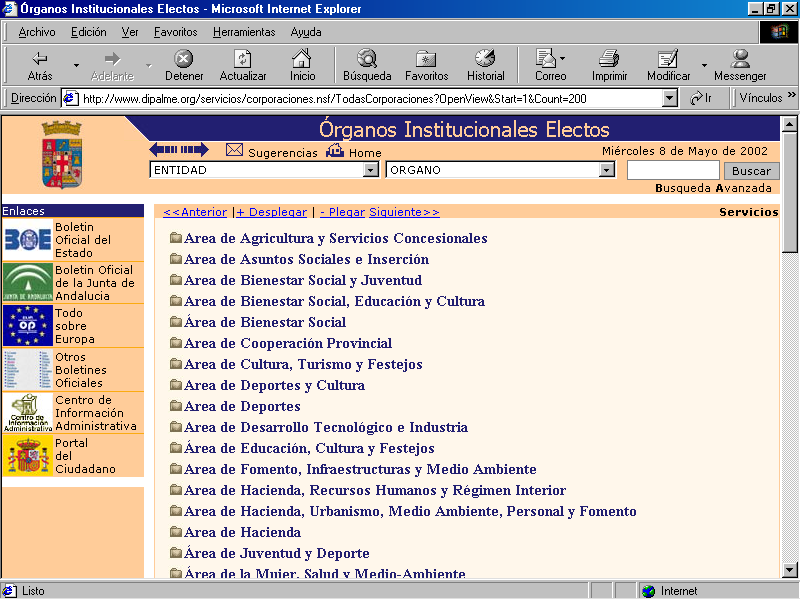 Órganos Institucionales Electos - Microsoft Internet Explorer
Archivo Edición Ver Favoritos Herramientas Ayuda
Atrás Adelante Detener Actualizar Inicio Búsqueda Favoritos Historial Correo Imprimir Modificar Messenger
Dirección http://www.dipalme.org/servicios/corporaciones.nsf/TodasCorporaciones?OpenView&Start=1&Count=200 Ir Vínculos »
Órganos Institucionales Electos
Sugerencias Home Miércoles 8 de Mayo de 2002
ENTIDAD ORGANO Buscar
Busqueda Avanzada
Enlaces
BOE
Boletin
Oficial del
Estado
JUNTA DE ANDALUCIA
Boletin Oficial
de la Junta de
Andalucia
op
Todo
sobre
Europa
Otros
Boletines
Oficiales
Centro de
Información
Administrativa
Centro de
Información
Administrativa
Portal
del
Ciudadano
<<Anterior |+ Desplegar | - Plegar Siguiente>> Servicios
Area de Agricultura y Servicios Concesionales
Area de Asuntos Sociales e Inserción
Area de Bienestar Social y Juventud
Area de Bienestar Social, Educación y Cultura
Área de Bienestar Social
Area de Cooperación Provincial
Area de Cultura, Turismo y Festejos
Area de Deportes y Cultura
Area de Deportes
Area de Desarrollo Tecnológico e Industria
Área de Educación, Cultura y Festejos
Area de Fomento, Infraestructuras y Medio Ambiente
Area de Hacienda, Recursos Humanos y Régimen Interior
Area de Hacienda, Urbanismo, Medio Ambiente, Personal y Fomento
Area de Hacienda
Área de Juventud y Deporte
Área de la Mujer, Salud y Medio-Ambiente
Listo Internet